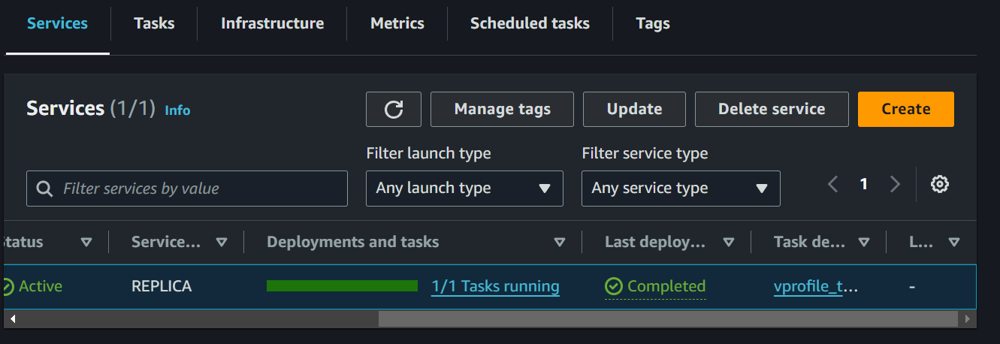 Services Tasks Infrastructure Metrics Scheduled tasks Tags
Services (1/1) Info Manage tags Update Delete service Create
Filter launch type Filter service type
Filter services by value Any launch type Any service type 1
tatus Service... Deployments and tasks Last deploy... Task de... L...
Active REPLICA 1/1 Tasks running Completed vprofile_t... -